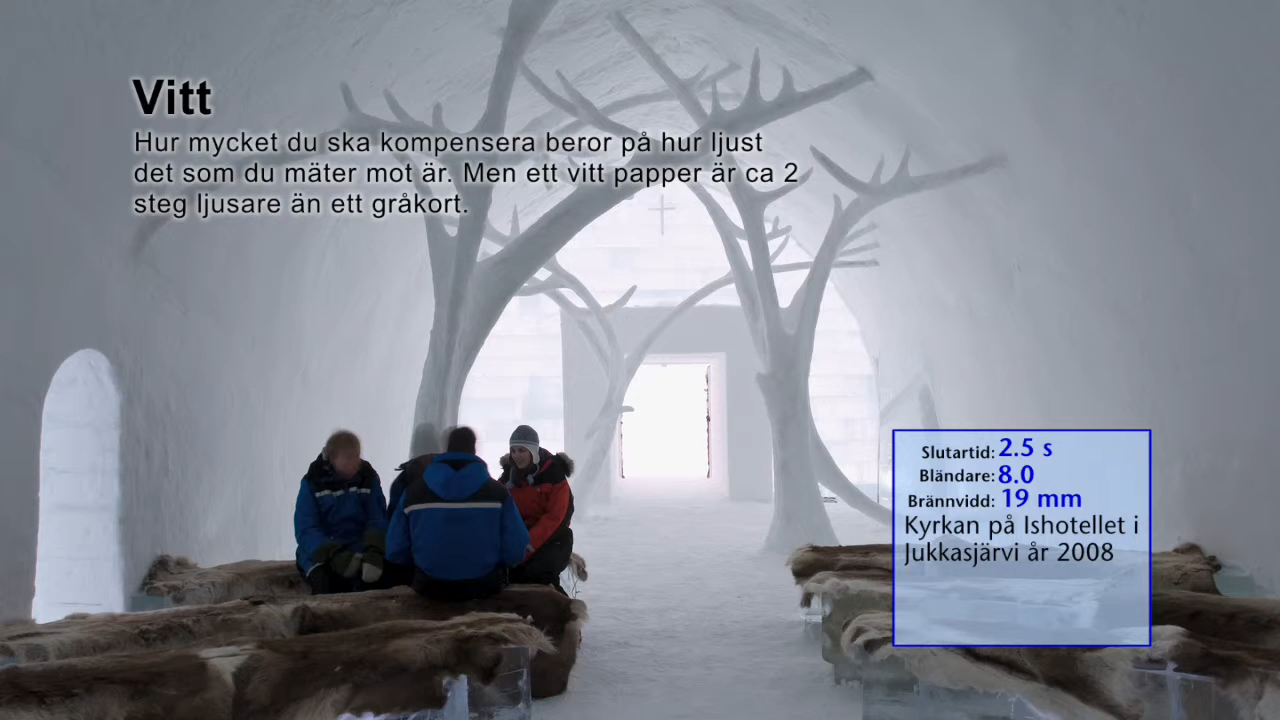 Vitt
Hur mycket du ska kompensera beror på hur ljust
det som du mäter mot är. Men ett vitt papper är ca 2
steg ljusare än ett gråkort.
Slutartid: 2.5 s
Bländare: 8.0
Brännvidd: 19 mm
Kyrkan på Ishotellet i
Jukkasjärvi år 2008